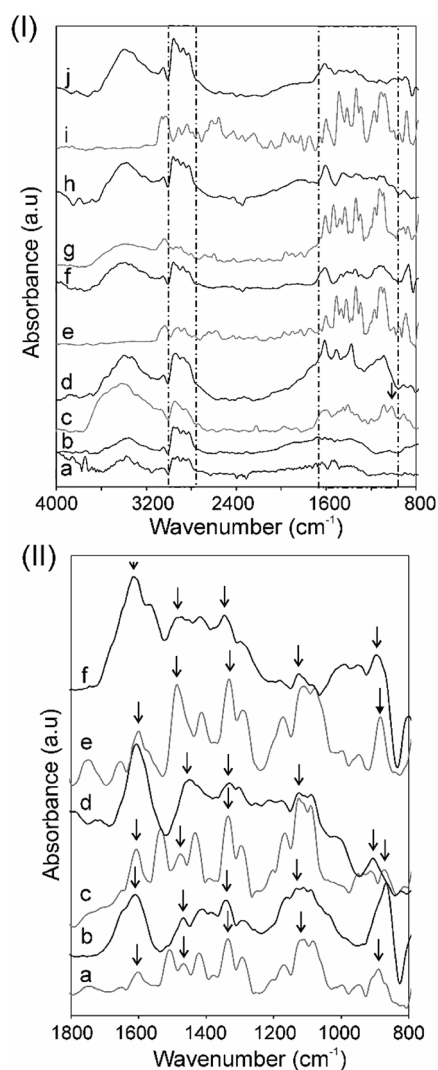 (I)
Absorbance (a.u)
j
i
h
g
f
e
d
c
b
a
4000 3200 2400 1600 800
Wavenumber (cm-1)
(II)
Absorbance (a.u)
f
e
d
c
b
a
1800 1600 1400 1200 1000 800
Wavenumber (cm-1)